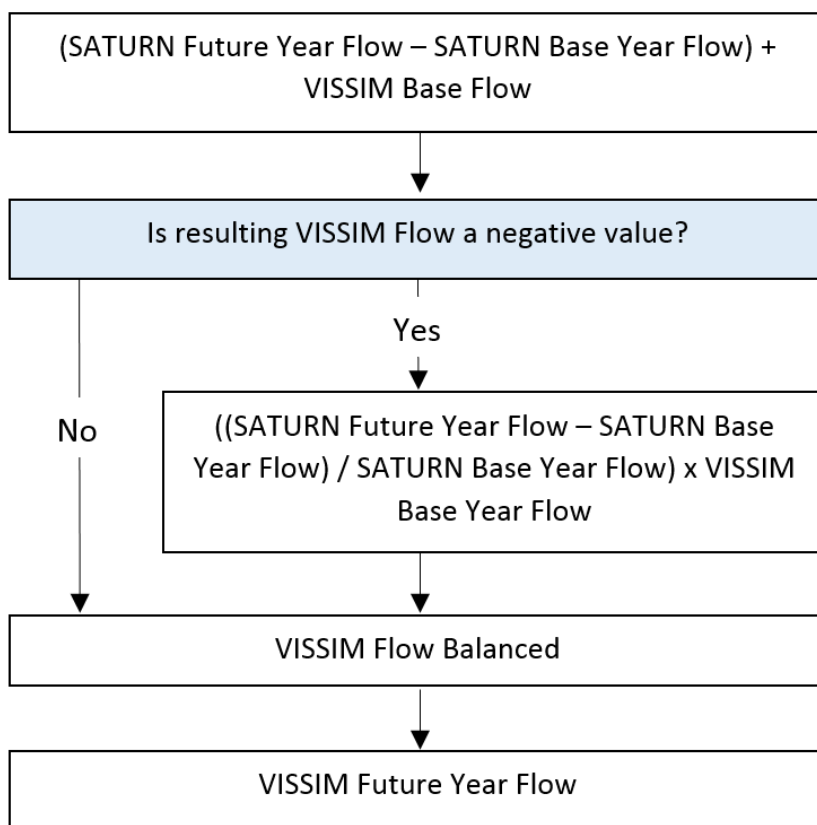 (SATURN Future Year Flow – SATURN Base Year Flow) +
VISSIM Base Flow
Is resulting VISSIM Flow a negative value?
Yes
No
((SATURN Future Year Flow – SATURN Base
Year Flow) / SATURN Base Year Flow) x VISSIM
Base Year Flow
VISSIM Flow Balanced
VISSIM Future Year Flow